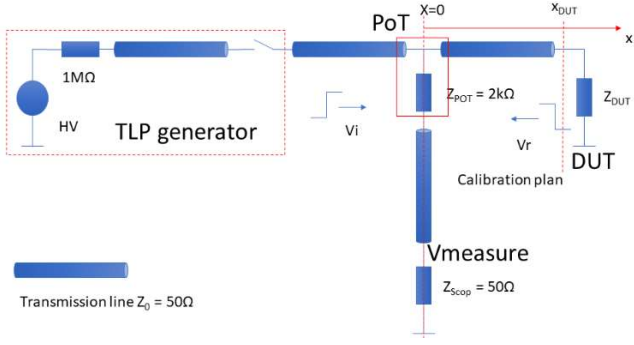 X=0
x_DUT
PoT
x
1MΩ
Z_POT = 2kΩ
Z_DUT
HV
TLP generator
Vi
Vr
DUT
Calibration plan
Vmeasure
Z_Scop = 50Ω
Transmission line Z_0 = 50Ω